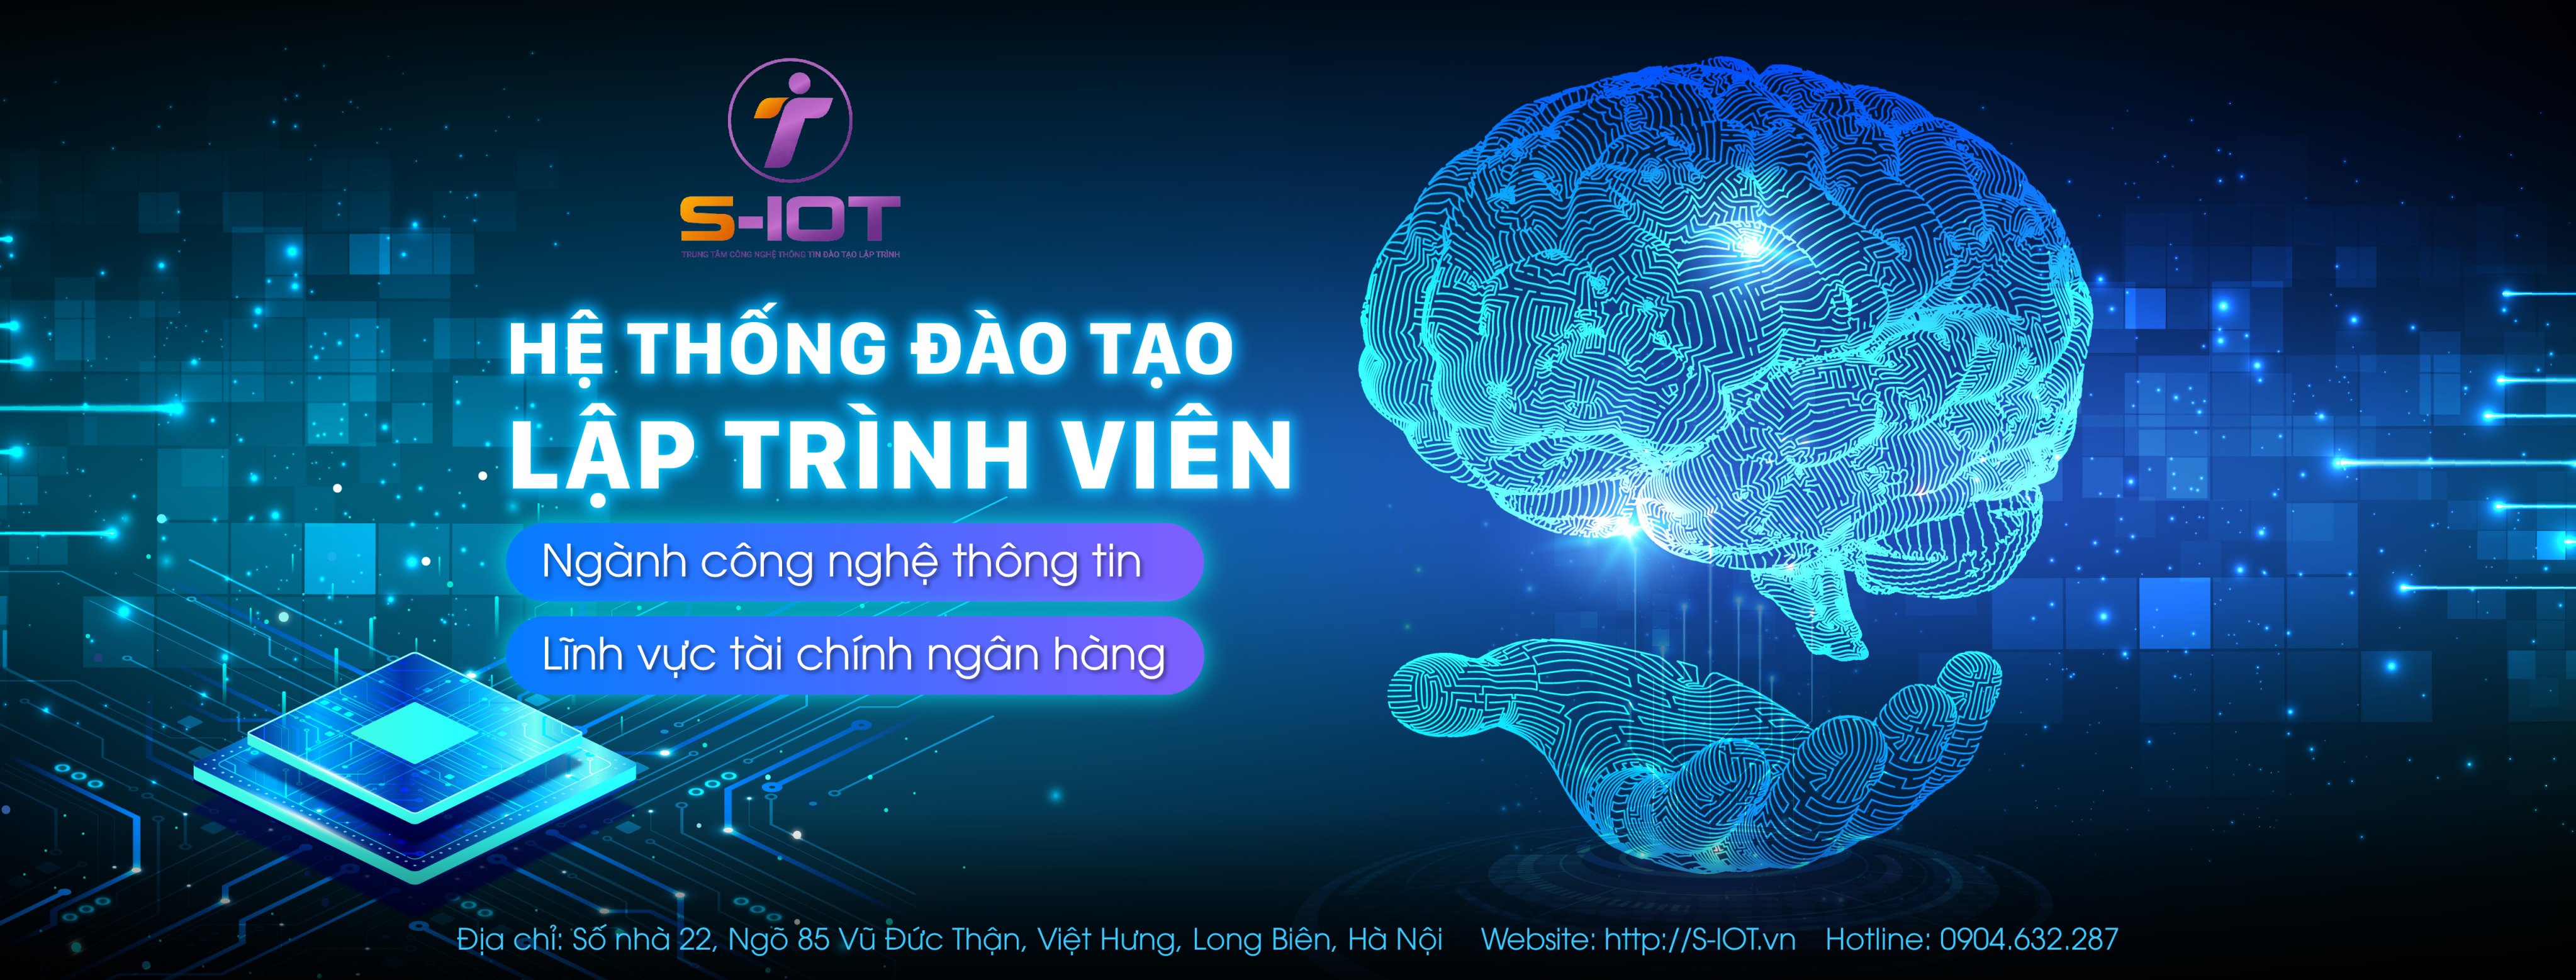 S-IOT
TRUNG TÂM CÔNG NGHỆ THÔNG TIN ĐÀO TẠO LẬP TRÌNH
HỆ THỐNG ĐÀO TẠO
LẬP TRÌNH VIÊN
Ngành công nghệ thông tin
Lĩnh vực tài chính ngân hàng
Địa chỉ: Số nhà 22, Ngõ 85 Vũ Đức Thận, Việt Hưng, Long Biên, Hà Nội Website: http://S-IOT.vn Hotline: 0904.632.287